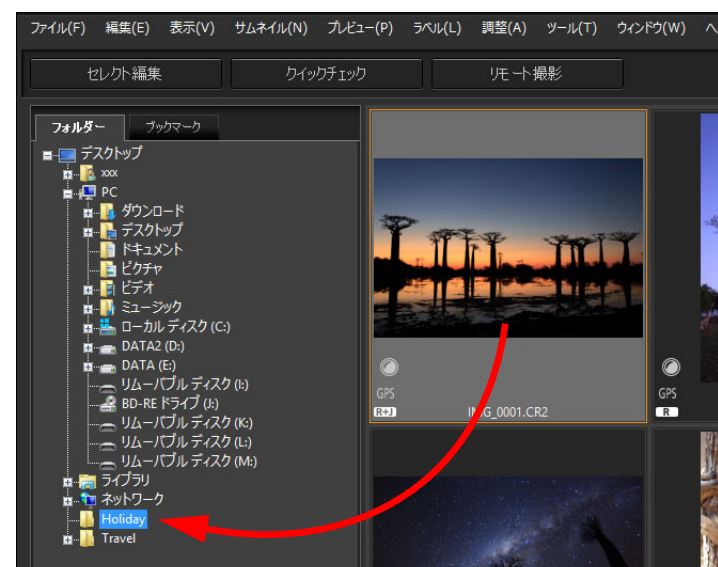 ファイル(F) 編集(E) 表示(V) サムネイル(N) プレビュー(P) ラベル(L) 調整(A) ツール(T) ウィンドウ(W) ヘ
セレクト編集 クイックチェック リモート撮影
フォルダー ブックマーク
デスクトップ
xxx
PC
ダウンロード
デスクトップ
ドキュメント
ピクチャ
ビデオ
ミュージック
ローカル ディスク (C:)
DATA2 (D:)
DATA (E:)
リムーバブル ディスク (I:)
BD-RE ドライブ (J:)
リムーバブル ディスク (K:)
リムーバブル ディスク (L:)
リムーバブル ディスク (M:)
ライブラリ
ネットワーク
Holiday
Travel
GPS
R+J IMG_0001.CR2
GPS
R